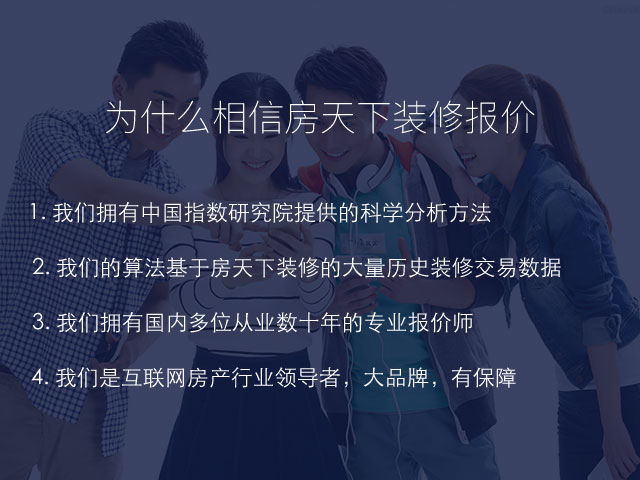 为什么相信房天下装修报价
1. 我们拥有中国指数研究院提供的科学分析方法
2. 我们的算法基于房天下装修的大量历史装修交易数据
3. 我们拥有国内多位从业数十年的专业报价师
4. 我们是互联网房产行业领导者，大品牌，有保障